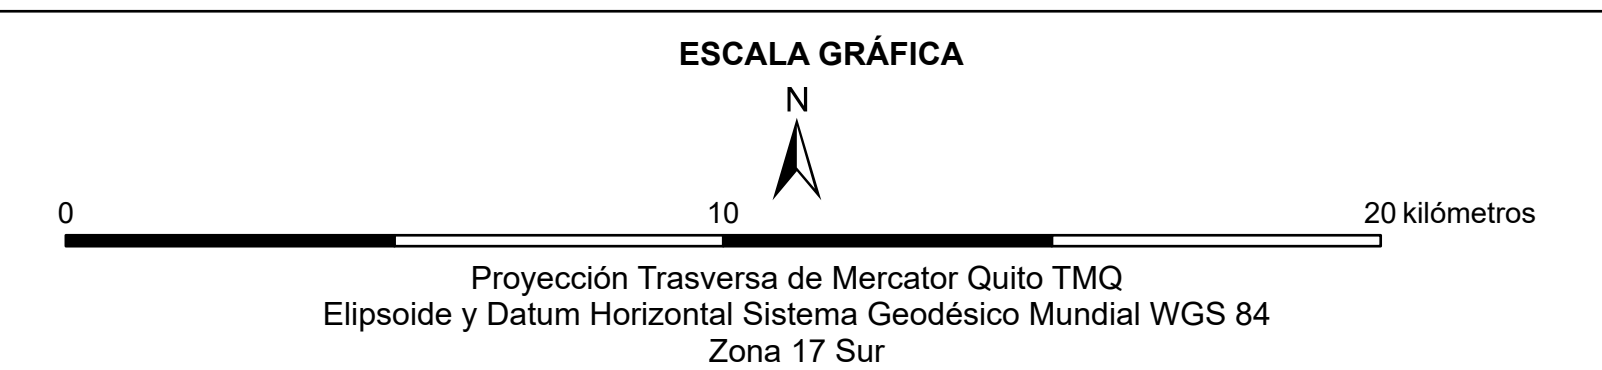 ESCALA GRÁFICA
N
0 10 20 kilómetros
Proyección Trasversa de Mercator Quito TMQ
Elipsoide y Datum Horizontal Sistema Geodésico Mundial WGS 84
Zona 17 Sur